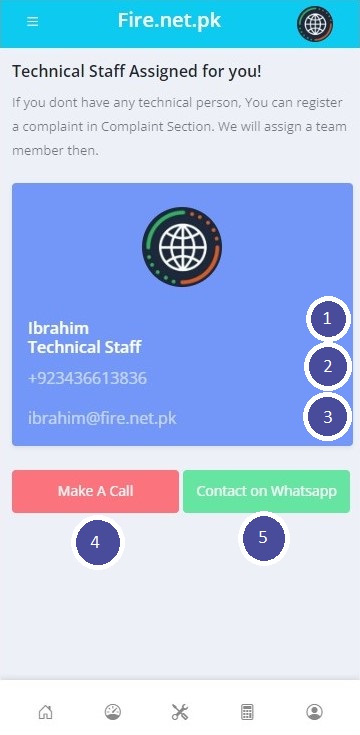 Fire.net.pk
Technical Staff Assigned for you!
If you dont have any technical person, You can register
a complaint in Complaint Section. We will assign a team
member then.
Ibrahim
1
Technical Staff
2
+923436613836
ibrahim@fire.net.pk
3
Make A Call
Contact on Whatsapp
4
5